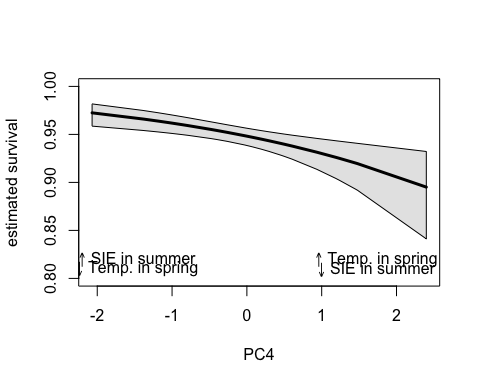 estimated survival
1.00
0.95
0.90
0.85
0.80
↑ SIE in summer
↓ Temp. in spring
↑ Temp. in spring
↓ SIE in summer
-2
-1
0
1
2
PC4